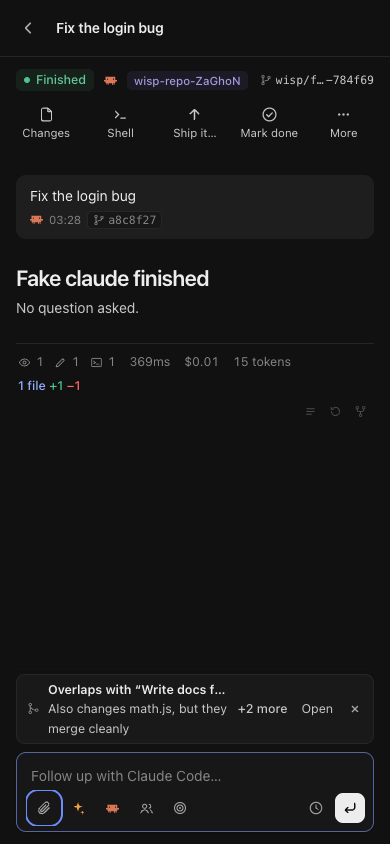 Fix the login bug
Finished wisp-repo-ZaGhoN wisp/f…−784f69
Changes Shell Ship it… Mark done More
Fix the login bug
03:28 a8c8f27
Fake claude finished
No question asked.
1 1 1 369ms $0.01 15 tokens
1 file +1 −1
Overlaps with “Write docs f…
Also changes math.js, but they +2 more Open ×
merge cleanly
Follow up with Claude Code…